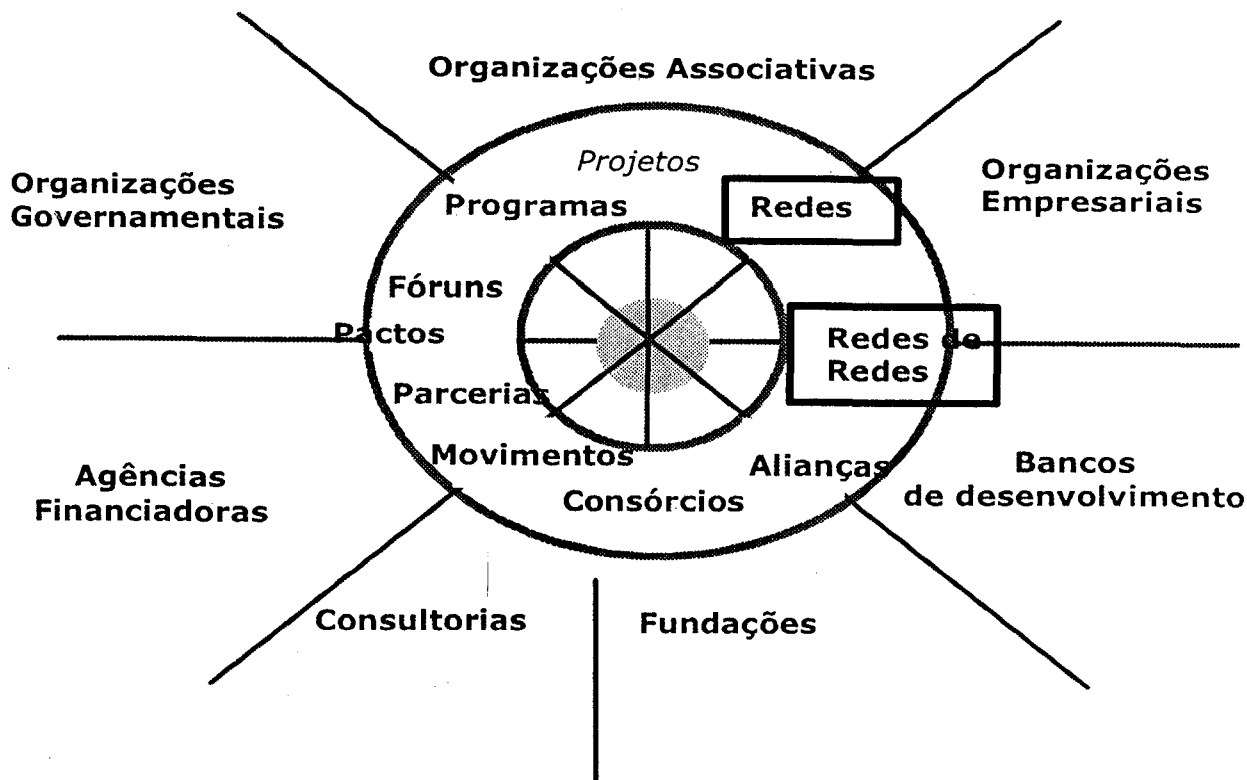 Organizações Associativas
Projetos
Organizações
Governamentais
Organizações
Empresariais
Programas
Redes
Fóruns
Pactos
Redes de
Redes
Parcerias
Movimentos
Alianças
Consórcios
Agências
Financiadoras
Bancos
de desenvolvimento
Consultorias
Fundações